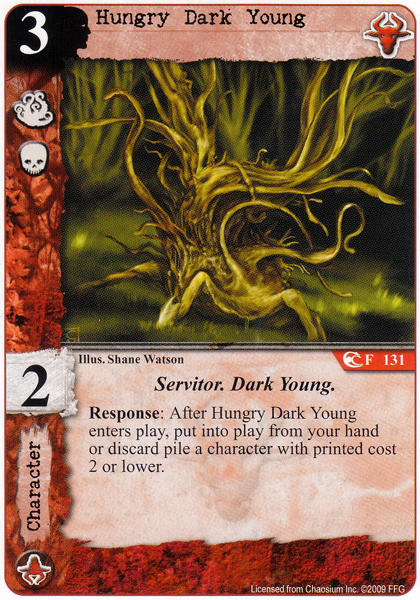 3
Hungry Dark Young
Illus. Shane Watson
F 131
2
Servitor. Dark Young.
Response: After Hungry Dark Young
enters play, put into play from your hand
or discard pile a character with printed cost
2 or lower.
Character
Licensed from Chaosium Inc. ©2009 FFG